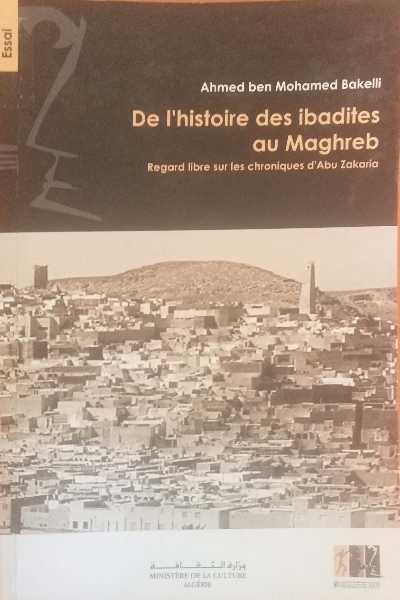 Essai
Ahmed ben Mohamed Bakelli
De l'histoire des ibadites
au Maghreb
Regard libre sur les chroniques d'Abu Zakaria
وزارة الثقافة
MINISTÈRE DE LA CULTURE
ALGÉRIE